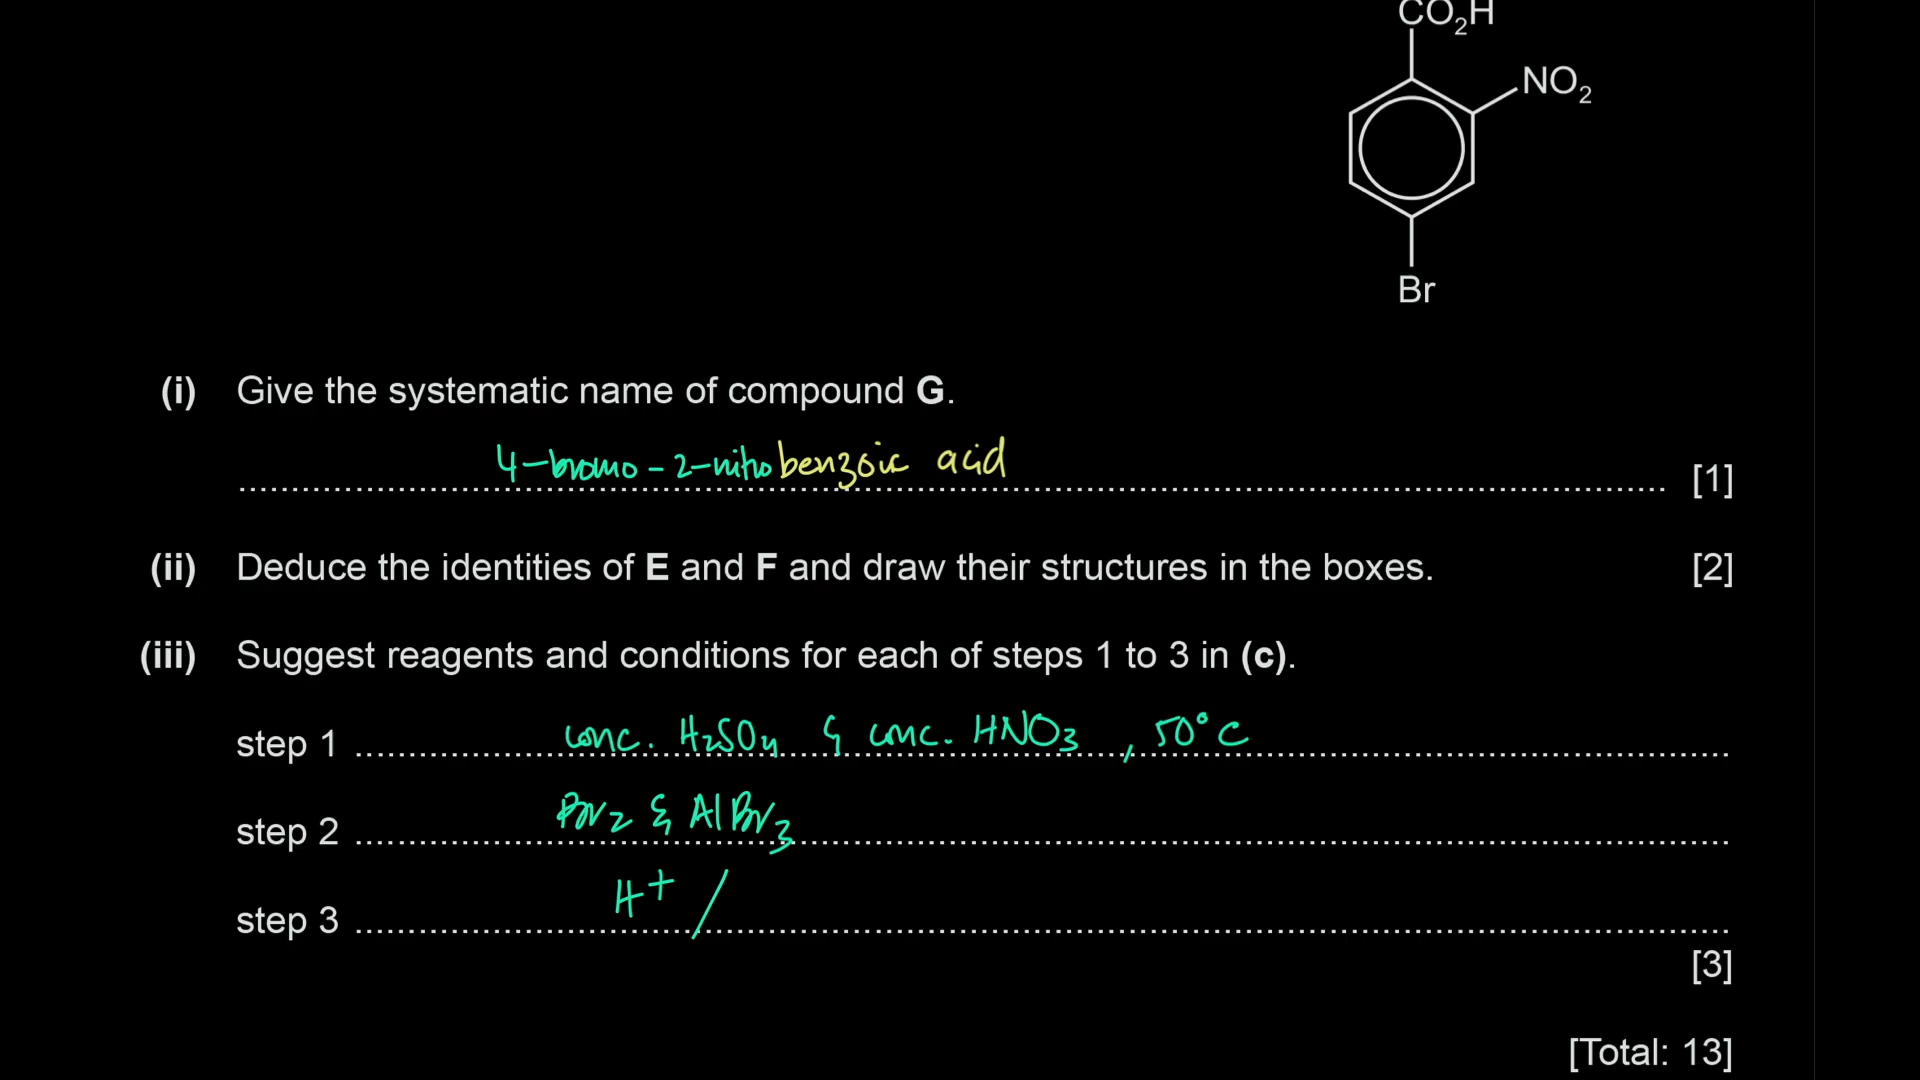 CO2H
NO2
Br
(i) Give the systematic name of compound G.
4-bromo-2-nitrobenzoic acid
[1]
(ii) Deduce the identities of E and F and draw their structures in the boxes. [2]
(iii) Suggest reagents and conditions for each of steps 1 to 3 in (c).
step 1 conc. H2SO4 & conc. HNO3, 50°C
step 2 Br2 & AlBr3
step 3 H+ /
[3]
[Total: 13]